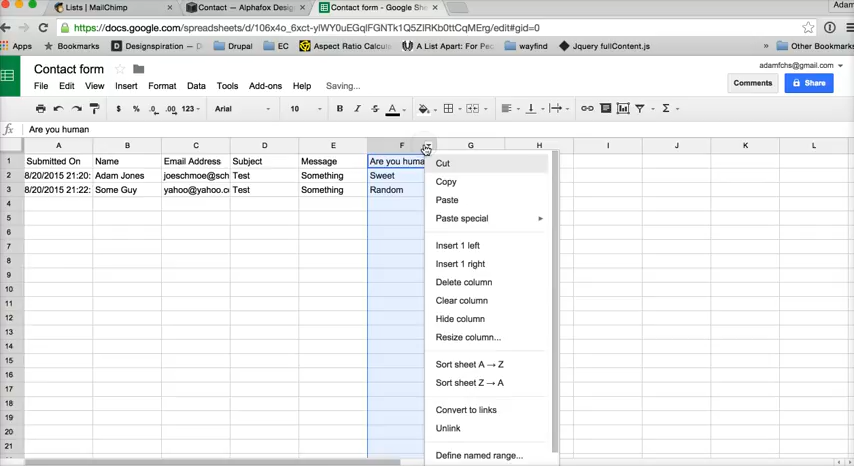 Lists | MailChimp × Contact — Alphafox Desig × Contact form - Google She × Adam
https://docs.google.com/spreadsheets/d/106x4o_6xct-ylWY0uEGqlFGNTk1Q5ZlRKb0ttCqMErg/edit#gid=0
Apps Bookmarks Designspiration — D Drupal EC Aspect Ratio Calcula A List Apart: For Peo wayfind Jquery fullContent.js » Other Bookmarks
Contact form
adamfchs@gmail.com
File Edit View Insert Format Data Tools Add-ons Help Saving...
Comments Share
$ % .0 .00 123 Arial 10 B I S A Σ
fx Are you human
A B C D E F G H I J K L
1 Submitted On Name Email Address Subject Message Are you huma
2 8/20/2015 21:20: Adam Jones joeschmoe@sch Test Something Sweet
3 8/20/2015 21:22: Some Guy yahoo@yahoo.co Test Something Random
4
5
6
7
8
9
10
11
12
13
14
15
16
17
18
19
20
21
Cut
Copy
Paste
Paste special
Insert 1 left
Insert 1 right
Delete column
Clear column
Hide column
Resize column...
Sort sheet A → Z
Sort sheet Z → A
Convert to links
Unlink
Define named range...